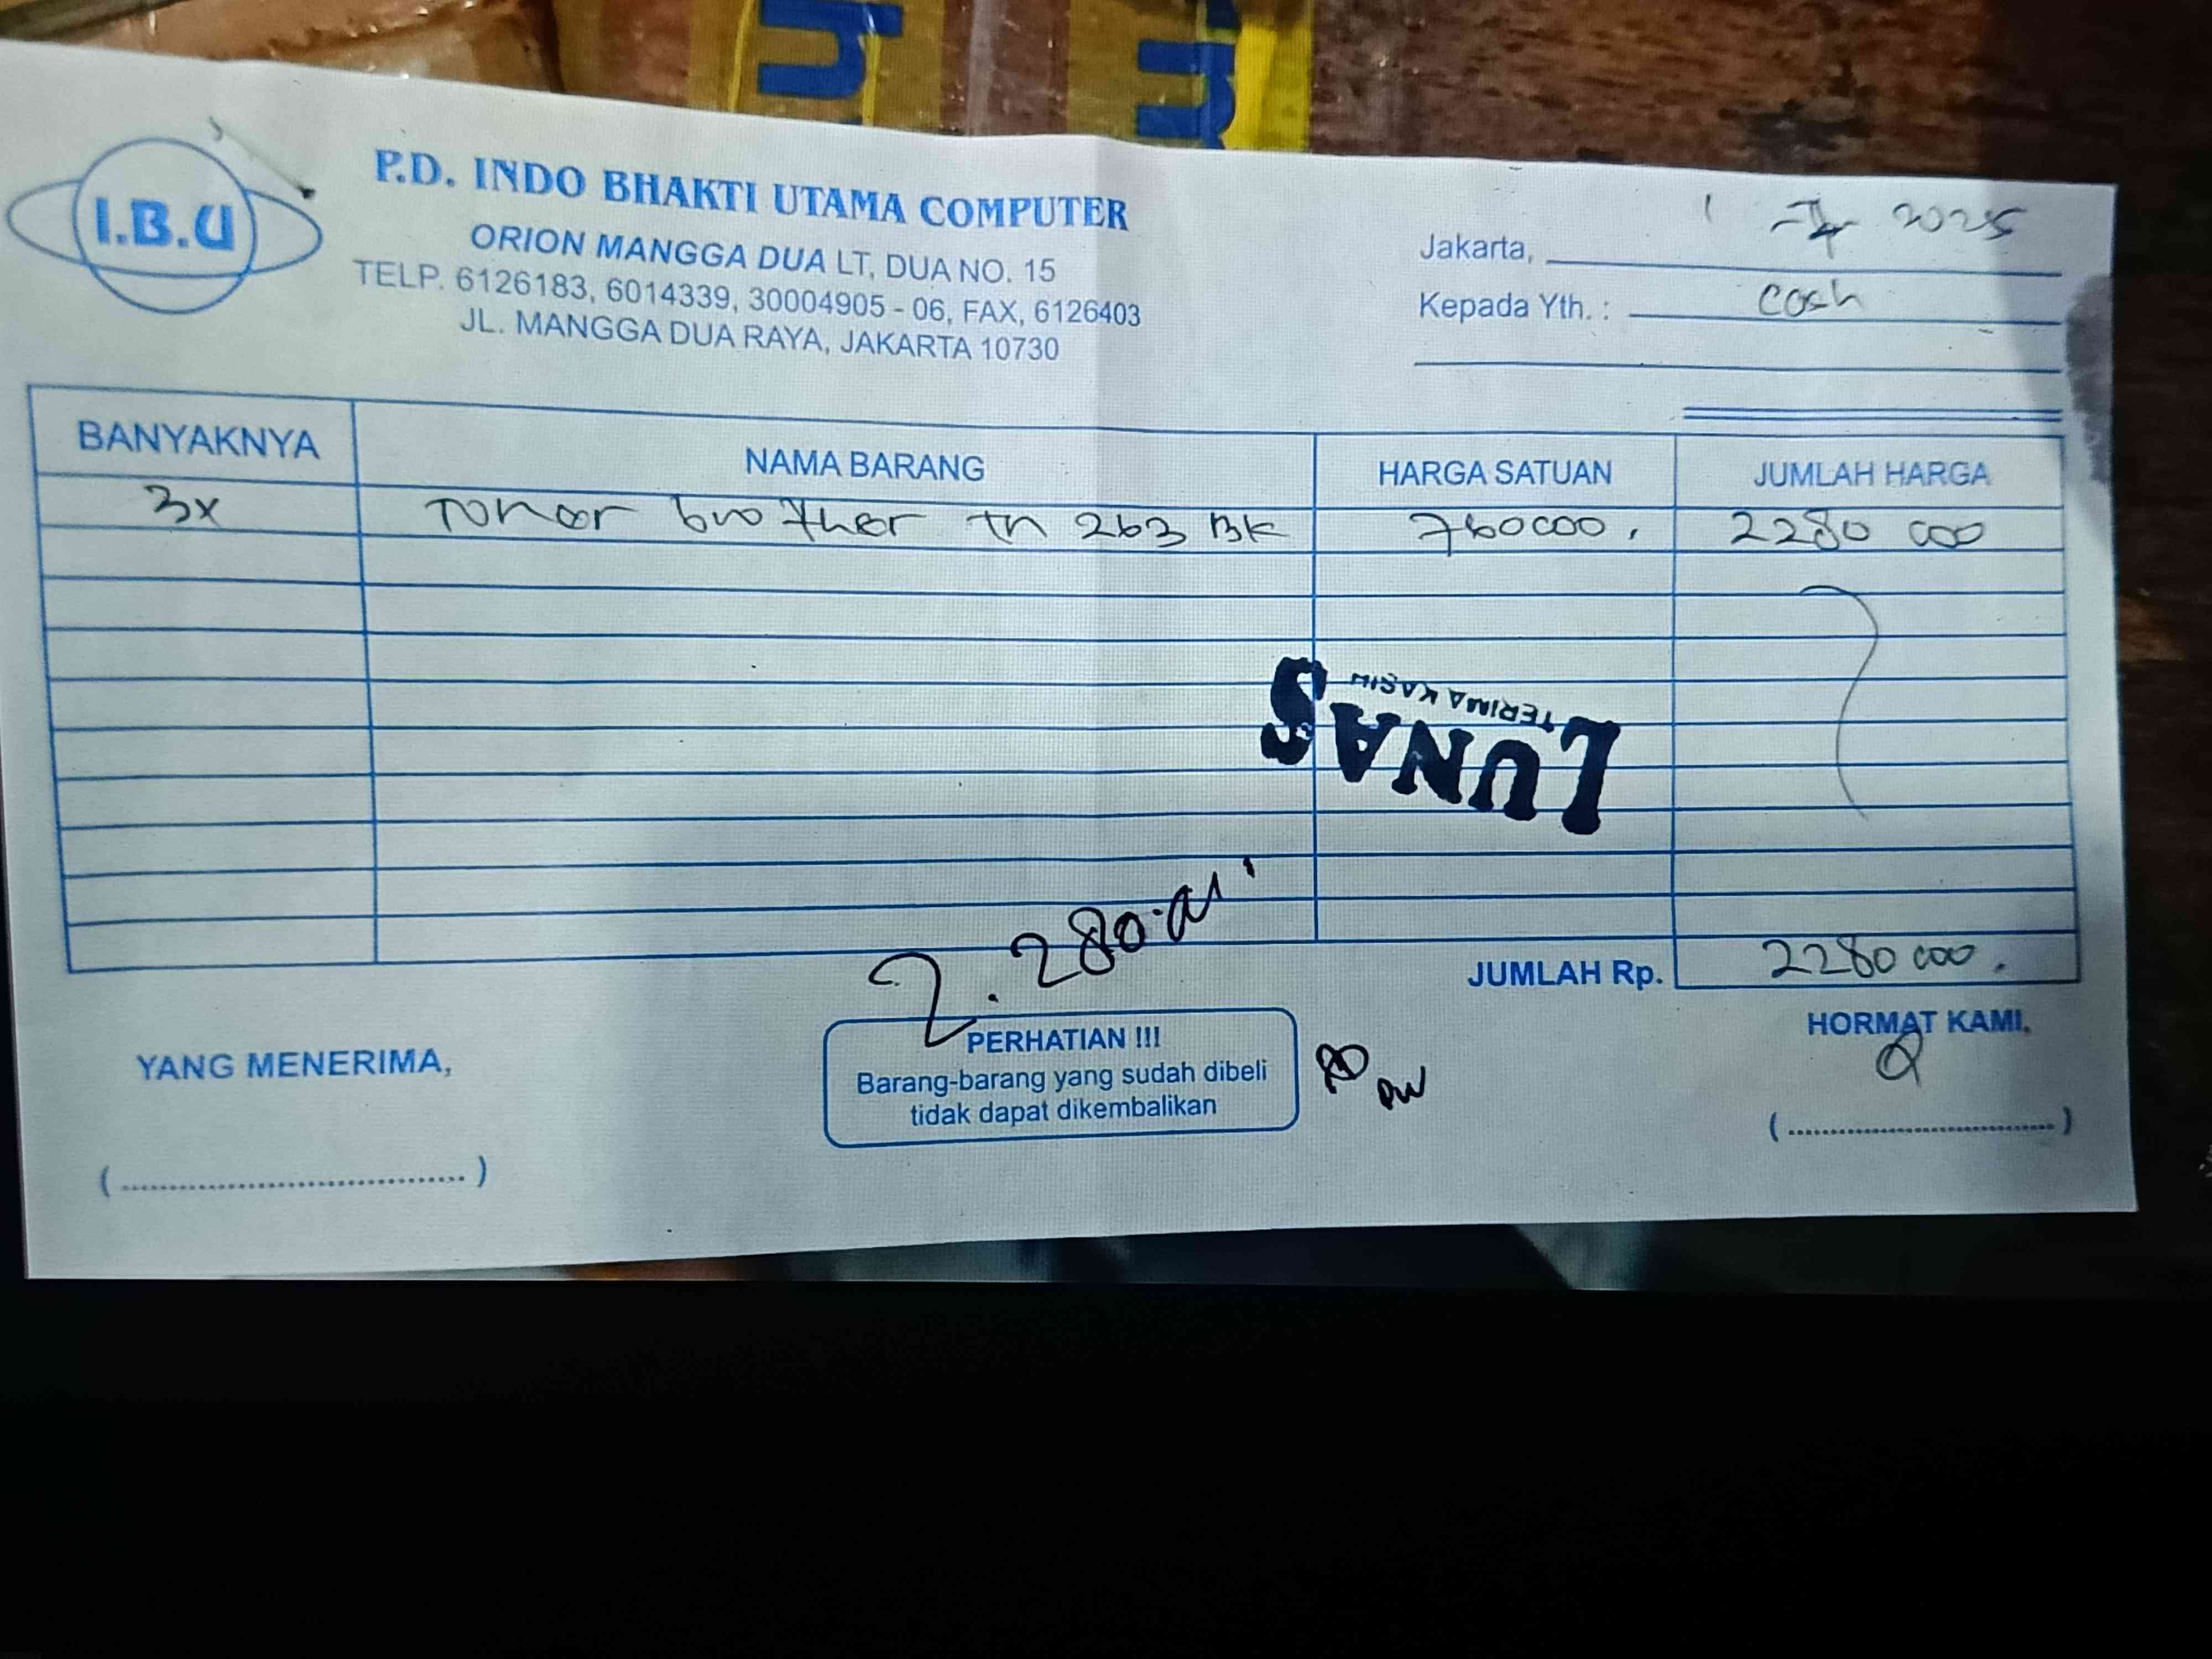 I.B.U
P.D. INDO BHAKTI UTAMA COMPUTER
ORION MANGGA DUA LT, DUA NO. 15
TELP. 6126183, 6014339, 30004905 - 06, FAX, 6126403
JL. MANGGA DUA RAYA, JAKARTA 10730
Jakarta, 1 2025
Kepada Yth. : cash
BANYAKNYA NAMA BARANG HARGA SATUAN JUMLAH HARGA
3x Toner brother tn 263 BK 760000. 2280 000
LUNAS
TERIMA KASIH
2.280.
JUMLAH Rp. 2280 000.
YANG MENERIMA,
PERHATIAN !!!
Barang-barang yang sudah dibeli
tidak dapat dikembalikan
HORMAT KAMI,
(..................................)
(..................................)